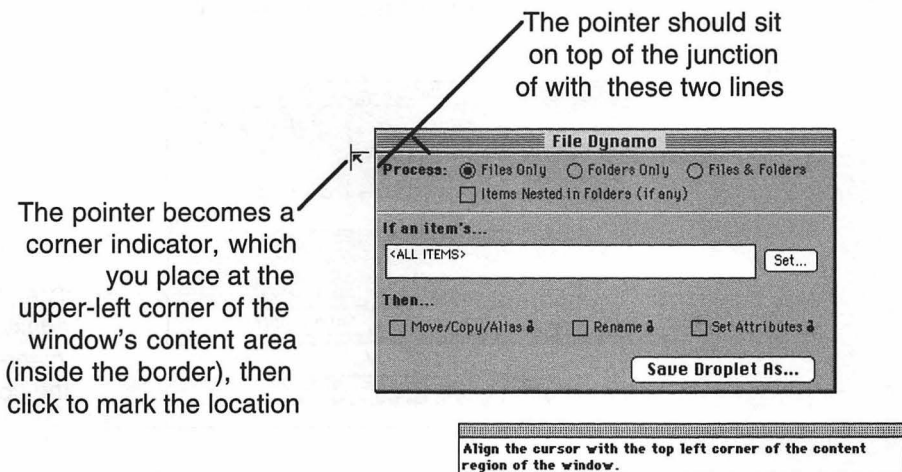 The pointer should sit
on top of the junction
of with these two lines
The pointer becomes a
corner indicator, which
you place at the
upper-left corner of the
window's content area
(inside the border), then
click to mark the location
File Dynamo
Process: Files Only Folders Only Files & Folders
Items Nested in Folders (if any)
If an item's...
<ALL ITEMS>
Set...
Then...
Move/Copy/Alias Rename Set Attributes
Save Droplet As...
Align the cursor with the top left corner of the content
region of the window.